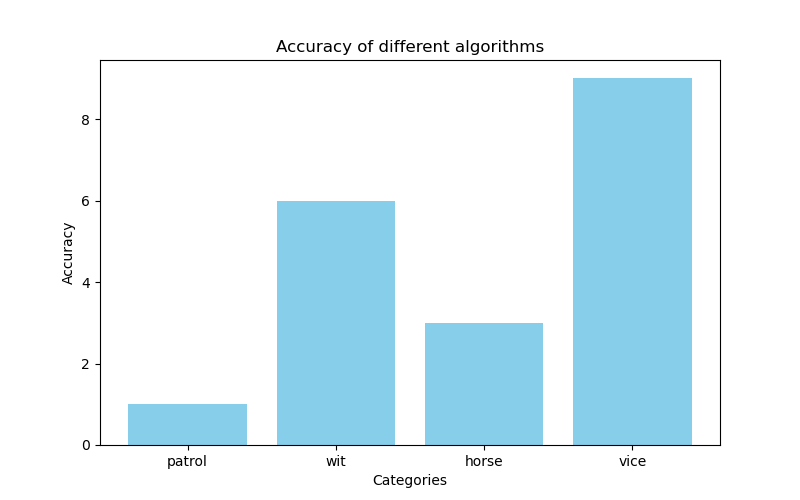 Accuracy of different algorithms
Accuracy
8
6
4
2
0
patrol wit horse vice
Categories